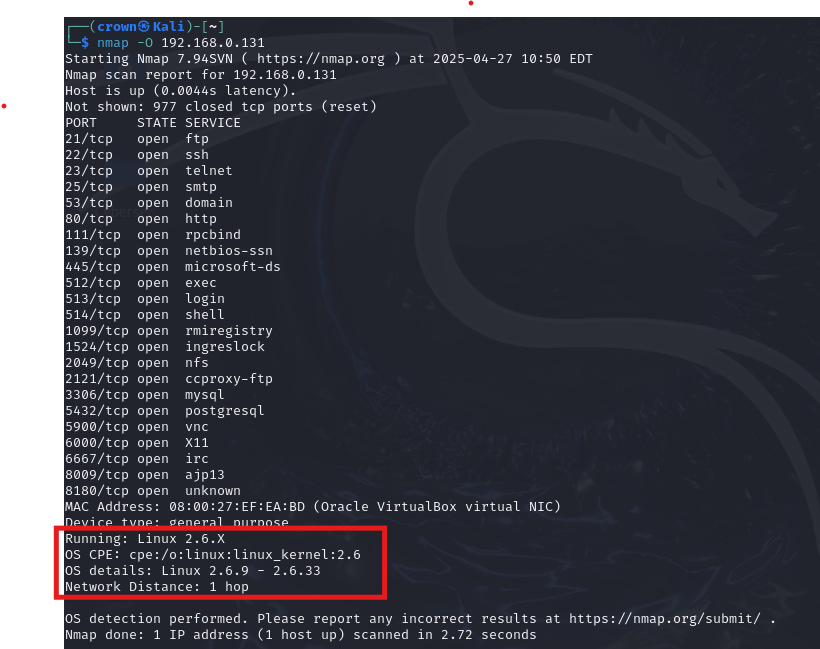 ┌──(crown㉿Kali)-[~]
└─$ nmap -O 192.168.0.131
Starting Nmap 7.94SVN ( https://nmap.org ) at 2025-04-27 10:50 EDT
Nmap scan report for 192.168.0.131
Host is up (0.0044s latency).
Not shown: 977 closed tcp ports (reset)
PORT     STATE SERVICE
21/tcp   open  ftp
22/tcp   open  ssh
23/tcp   open  telnet
25/tcp   open  smtp
53/tcp   open  domain
80/tcp   open  http
111/tcp  open  rpcbind
139/tcp  open  netbios-ssn
445/tcp  open  microsoft-ds
512/tcp  open  exec
513/tcp  open  login
514/tcp  open  shell
1099/tcp open  rmiregistry
1524/tcp open  ingreslock
2049/tcp open  nfs
2121/tcp open  ccproxy-ftp
3306/tcp open  mysql
5432/tcp open  postgresql
5900/tcp open  vnc
6000/tcp open  X11
6667/tcp open  irc
8009/tcp open  ajp13
8180/tcp open  unknown
MAC Address: 08:00:27:EF:EA:BD (Oracle VirtualBox virtual NIC)
Device type: general purpose
Running: Linux 2.6.X
OS CPE: cpe:/o:linux:linux_kernel:2.6
OS details: Linux 2.6.9 - 2.6.33
Network Distance: 1 hop
OS detection performed. Please report any incorrect results at https://nmap.org/submit/ .
Nmap done: 1 IP address (1 host up) scanned in 2.72 seconds